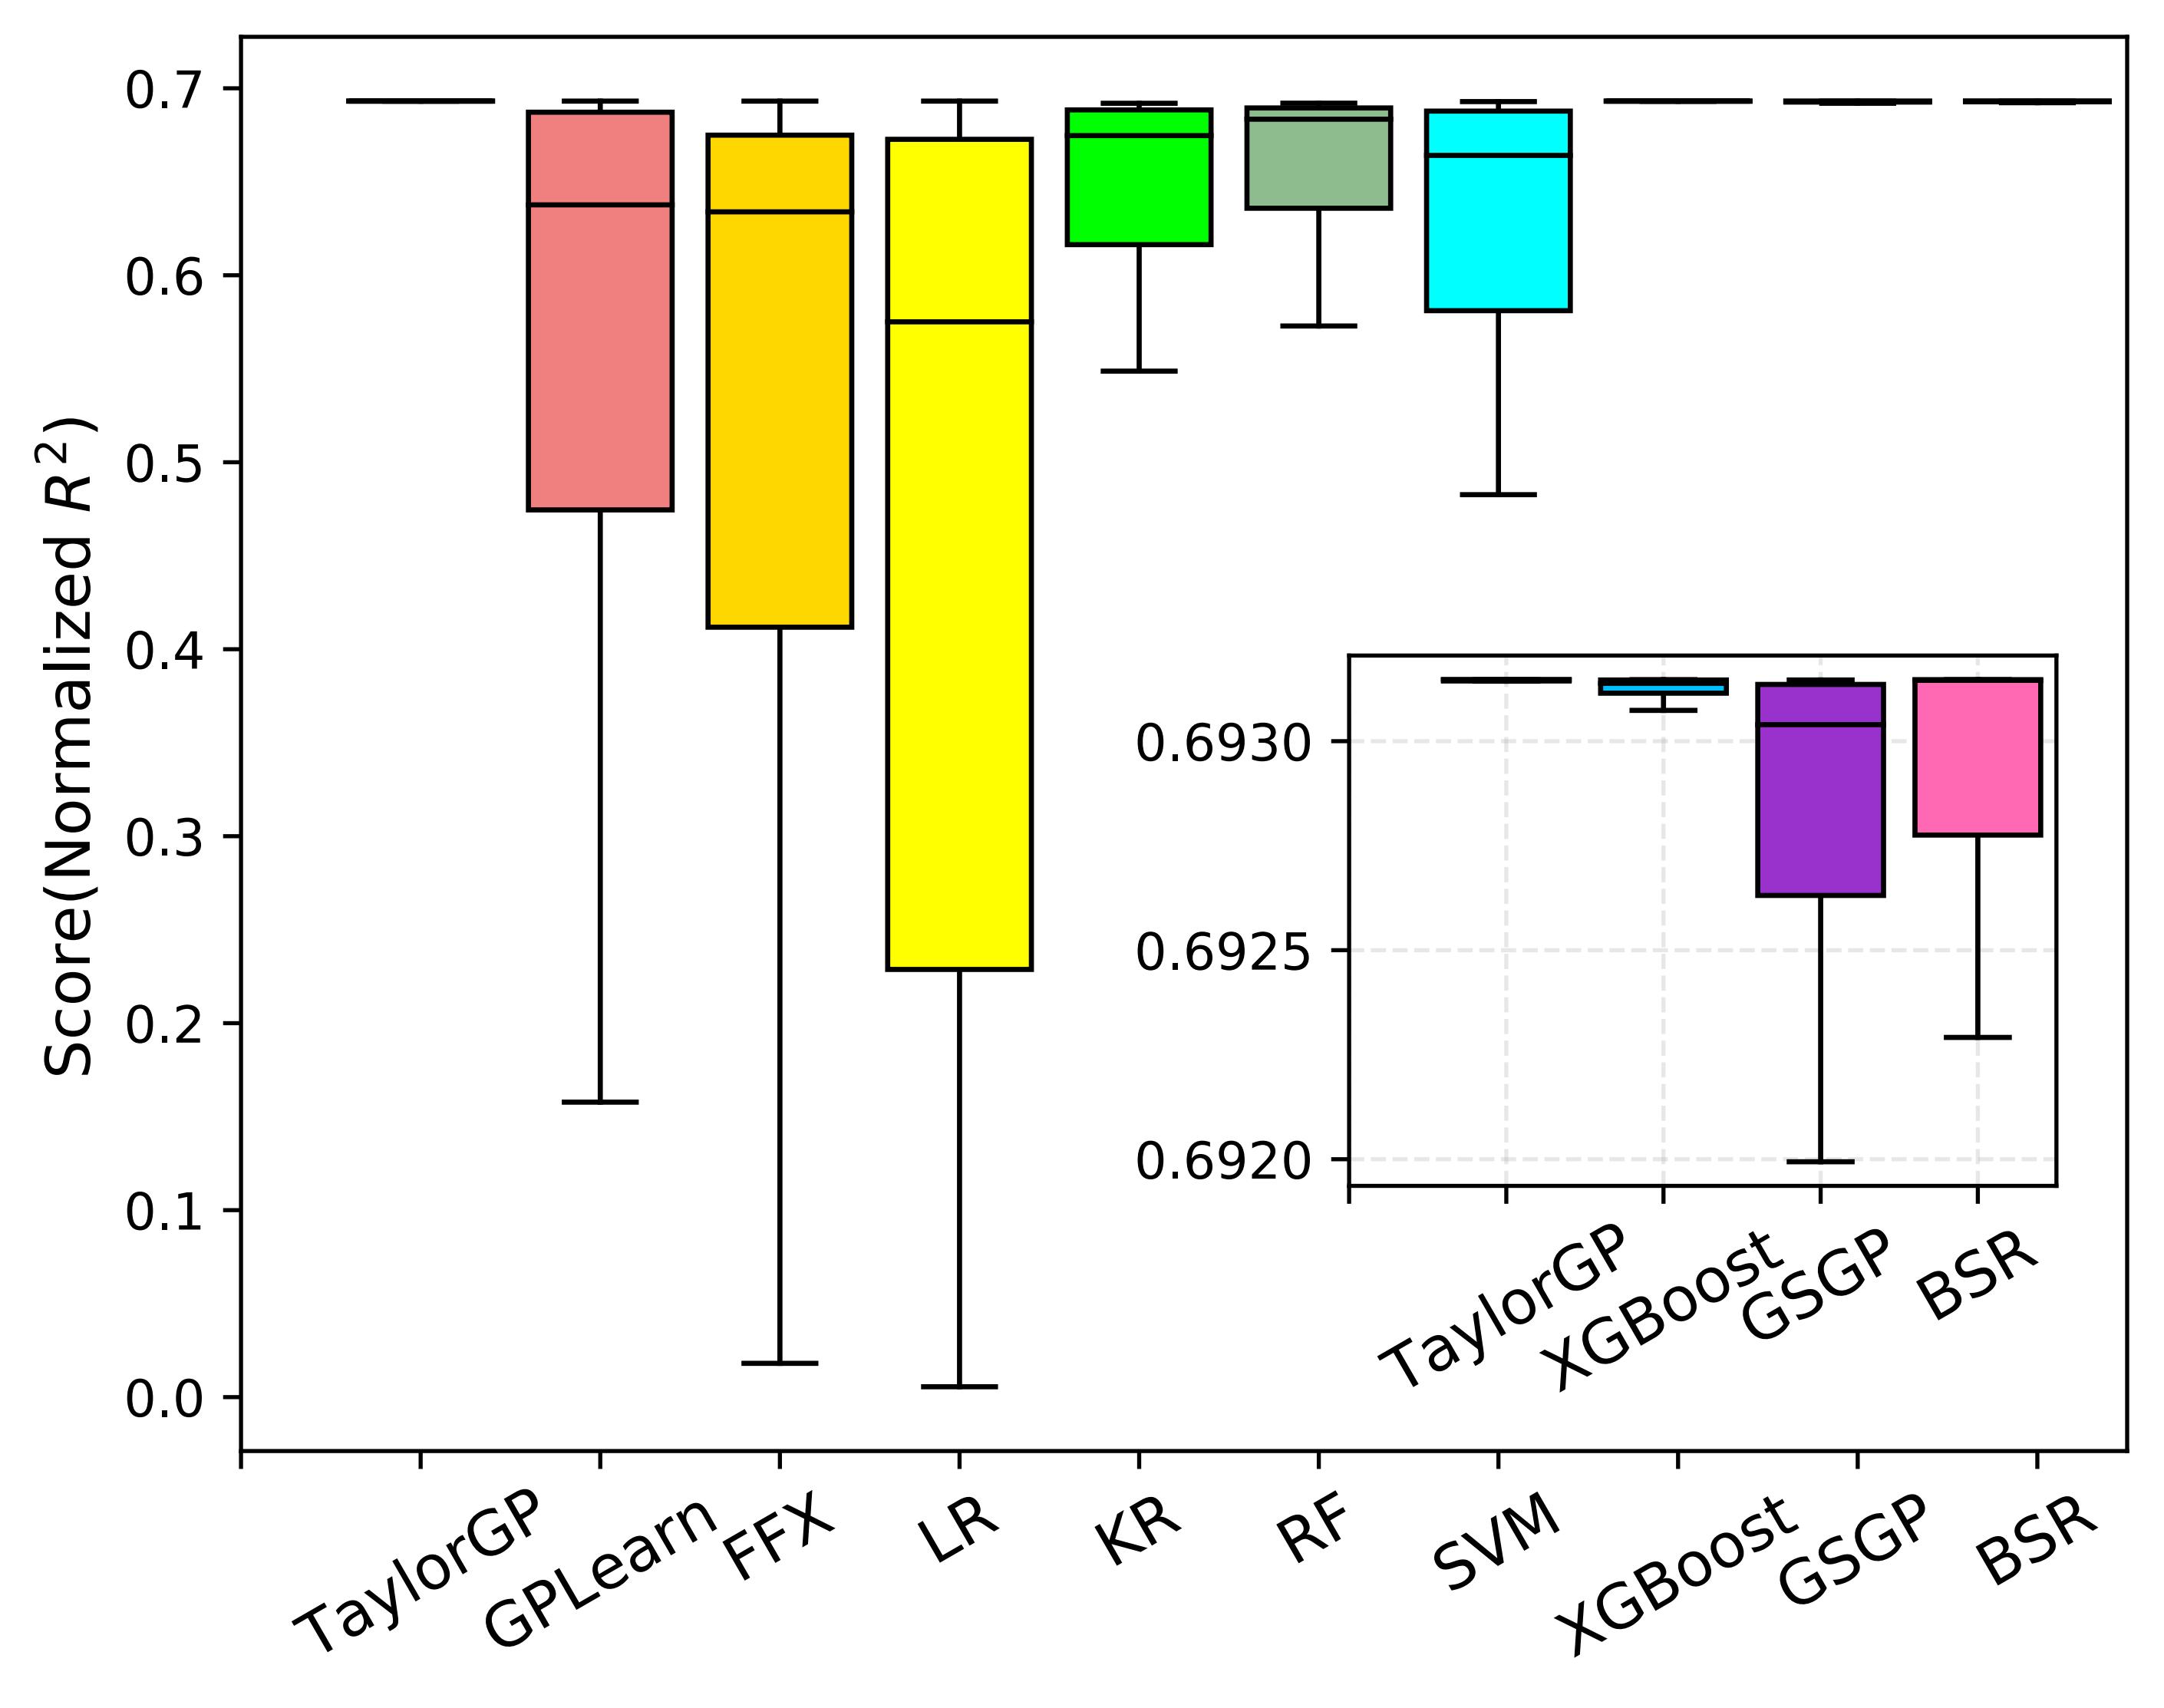 Score(Normalized R²)
0.7
0.6
0.5
0.4
0.3
0.2
0.1
0.0
TaylorGP
GPLearn
FFX
LR
KR
RF
SVM
XGBoost
GSGP
BSR
0.6930
0.6925
0.6920
TaylorGP
XGBoost
GSGP
BSR